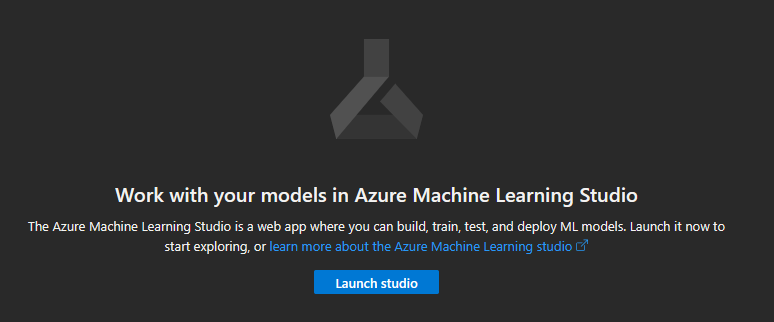 Work with your models in Azure Machine Learning Studio
The Azure Machine Learning Studio is a web app where you can build, train, test, and deploy ML models. Launch it now to
start exploring, or learn more about the Azure Machine Learning studio
Launch studio